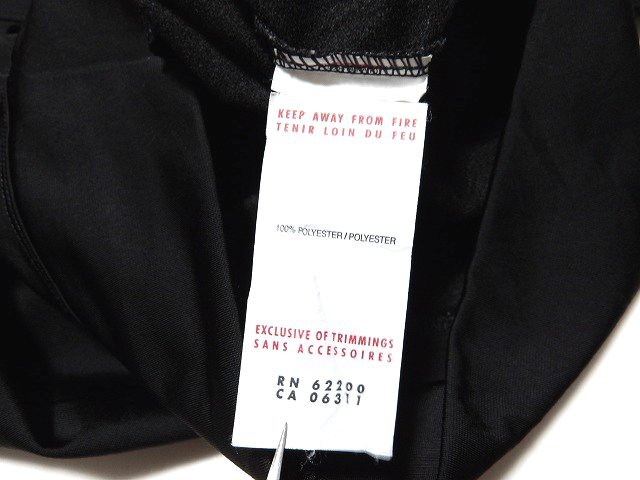 KEEP AWAY FROM FIRE
TENIR LOIN DU FEU
100% POLYESTER / POLYESTER
EXCLUSIVE OF TRIMMINGS
SANS ACCESSOIRES
RN 62200
CA 06311